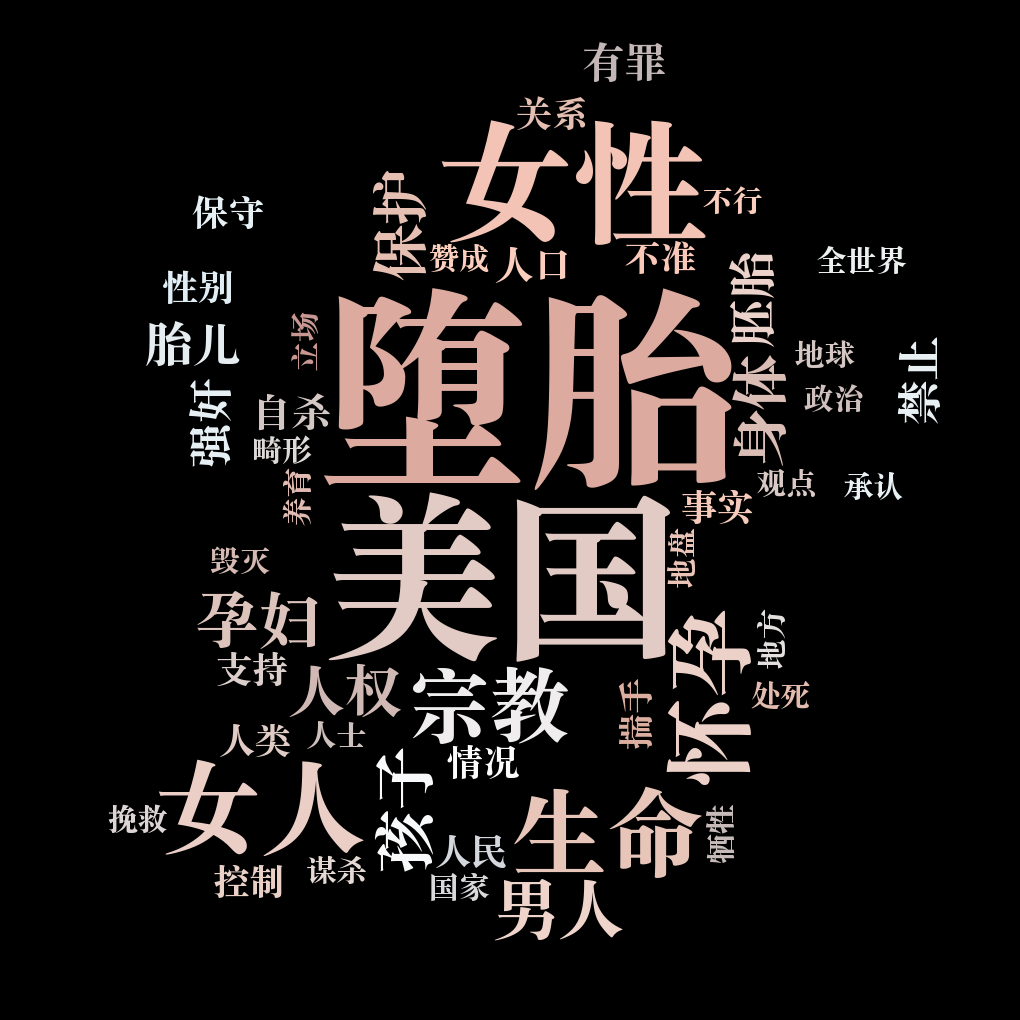 有罪
关系
女性
保护
不行
保守
赞成
人口
不准
全世界
胚胎
性别
胎儿
立场
堕胎
地球
禁止
身体
政治
强奸
自杀
畸形
养育
观点
承认
事实
美国
地盘
毁灭
孕妇
怀孕
地方
支持
人权
宗教
揣手
处死
人类
人士
情况
孩子
女人
生命
挽救
牺牲
人民
控制
谋杀
国家
男人